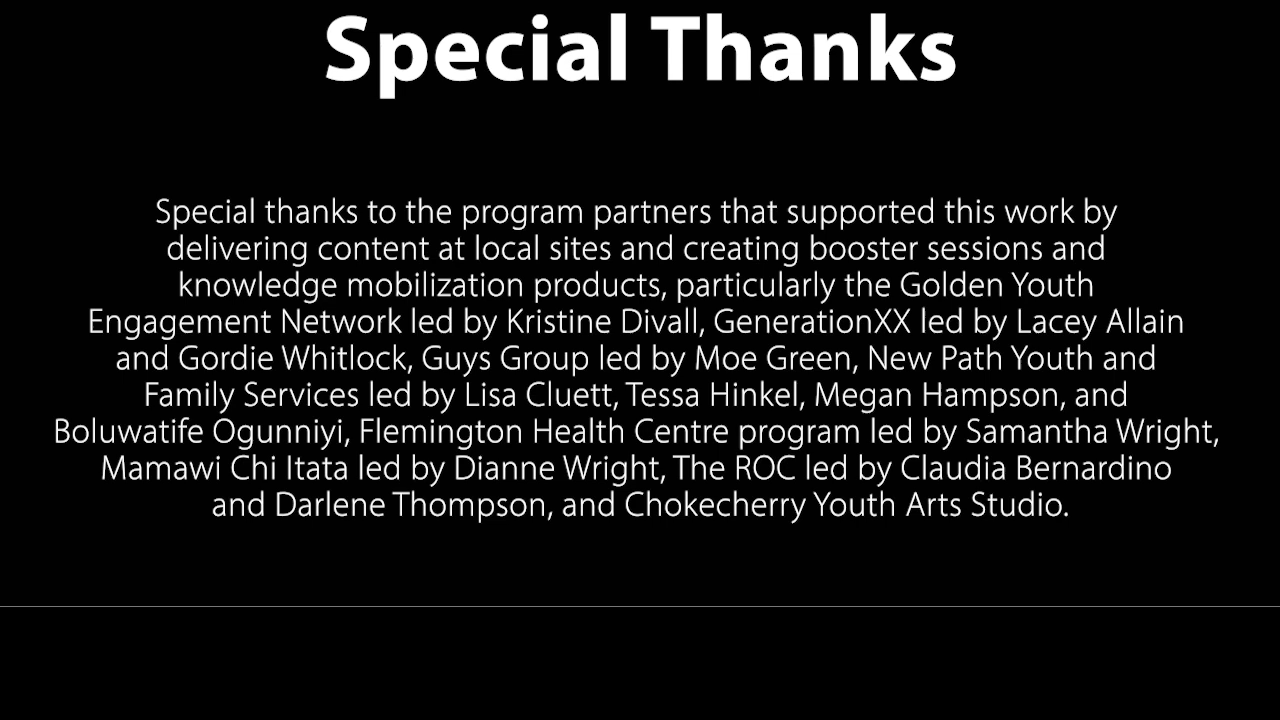 Special Thanks
Special thanks to the program partners that supported this work by
delivering content at local sites and creating booster sessions and
knowledge mobilization products, particularly the Golden Youth
Engagement Network led by Kristine Divall, GenerationXX led by Lacey Allain
and Gordie Whitlock, Guys Group led by Moe Green, New Path Youth and
Family Services led by Lisa Cluett, Tessa Hinkel, Megan Hampson, and
Boluwatife Ogunniyi, Flemington Health Centre program led by Samantha Wright,
Mamawi Chi Itata led by Dianne Wright, The ROC led by Claudia Bernardino
and Darlene Thompson, and Chokecherry Youth Arts Studio.